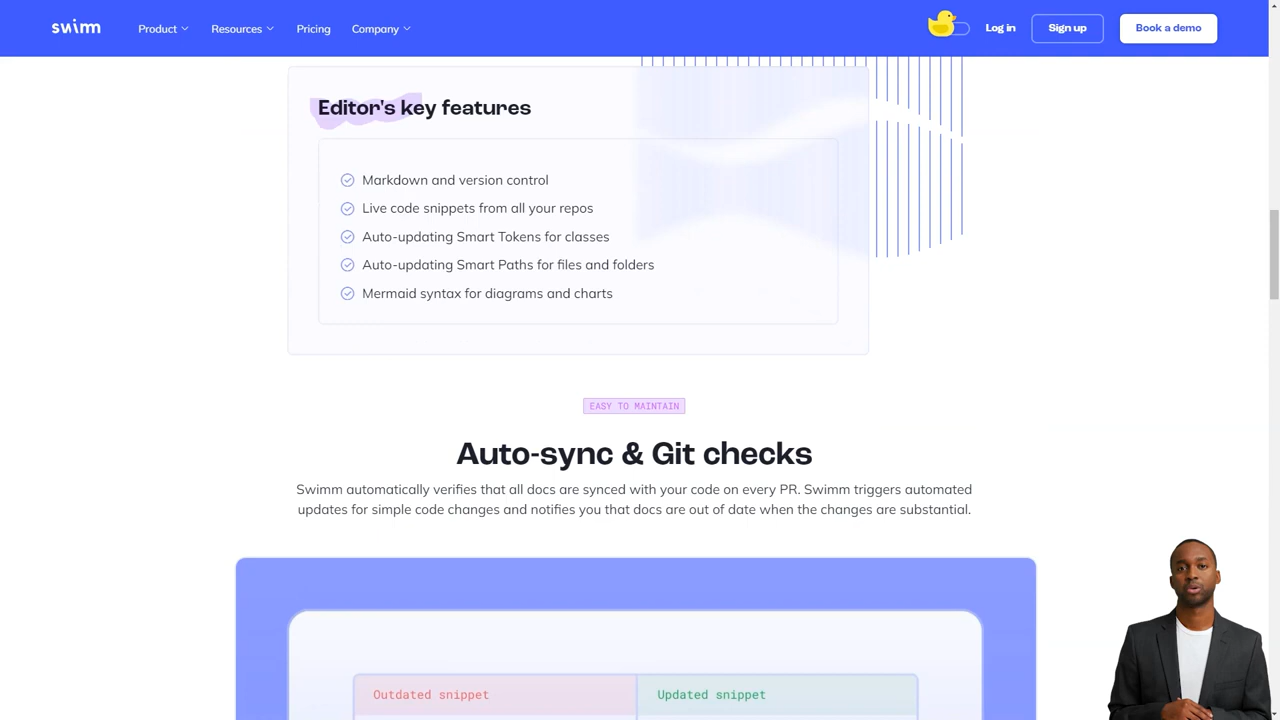 swimm
Product
Resources
Pricing
Company
Log in
Sign up
Book a demo
Editor's key features
Markdown and version control
Live code snippets from all your repos
Auto-updating Smart Tokens for classes
Auto-updating Smart Paths for files and folders
Mermaid syntax for diagrams and charts
EASY TO MAINTAIN
Auto-sync & Git checks
Swimm automatically verifies that all docs are synced with your code on every PR. Swimm triggers automated
updates for simple code changes and notifies you that docs are out of date when the changes are substantial.
Outdated snippet
Updated snippet